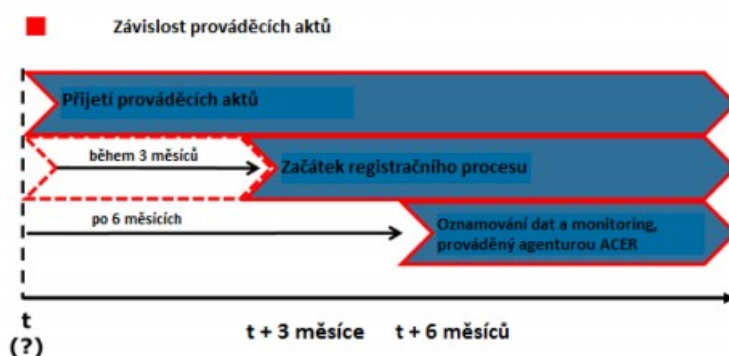 Závislost prováděcích aktů
Přijetí prováděcích aktů
během 3 měsíců
Začátek registračního procesu
po 6 měsících
Oznamování dat a monitoring,
prováděný agenturou ACER
t
(?)
t + 3 měsíce
t + 6 měsíců